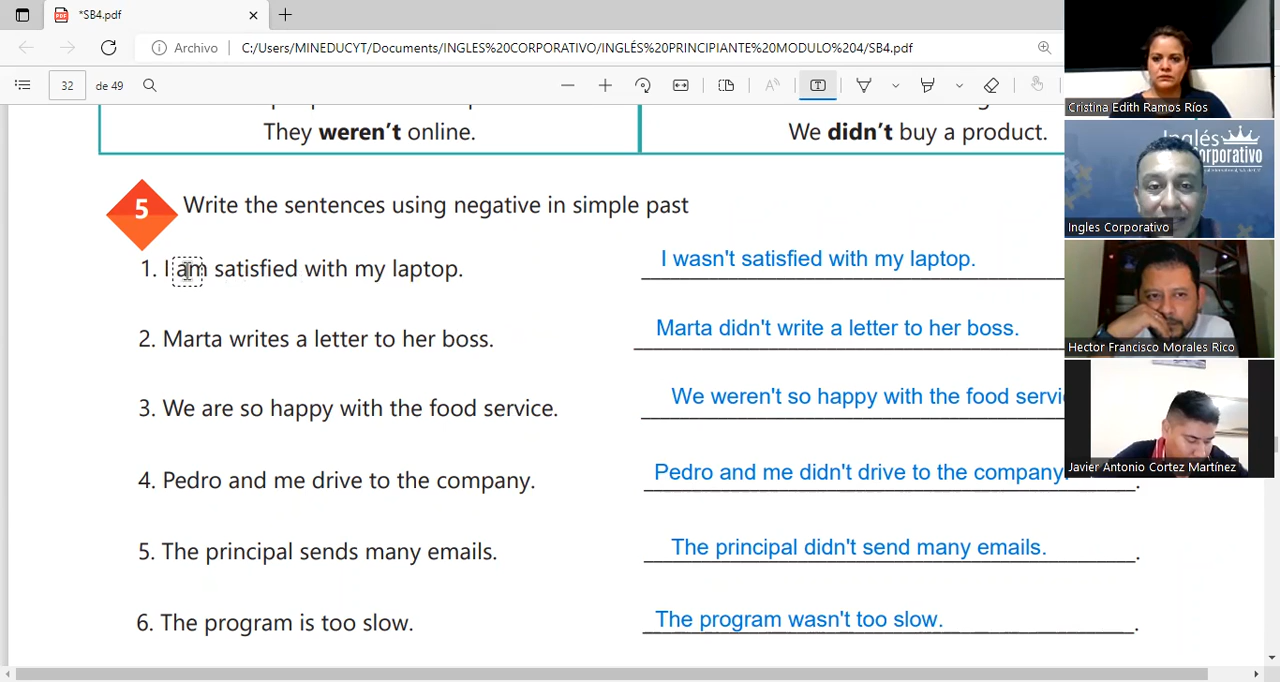 *SB4.pdf
Archivo
C:/Users/MINEDUCYT/Documents/INGLES%20CORPORATIVO/INGLÉS%20PRINCIPIANTE%20MODULO%204/SB4.pdf
32 de 49
They weren't online.
We didn't buy a product.
5 Write the sentences using negative in simple past
1. I am satisfied with my laptop.
I wasn't satisfied with my laptop.
2. Marta writes a letter to her boss.
Marta didn't write a letter to her boss.
3. We are so happy with the food service.
We weren't so happy with the food servi
4. Pedro and me drive to the company.
Pedro and me didn't drive to the company.
5. The principal sends many emails.
The principal didn't send many emails.
6. The program is too slow.
The program wasn't too slow.
Cristina Edith Ramos Ríos
Inglés
Corporativo
Ingles Corporativo
Hector Francisco Morales Rico
Javier Antonio Cortez Martínez